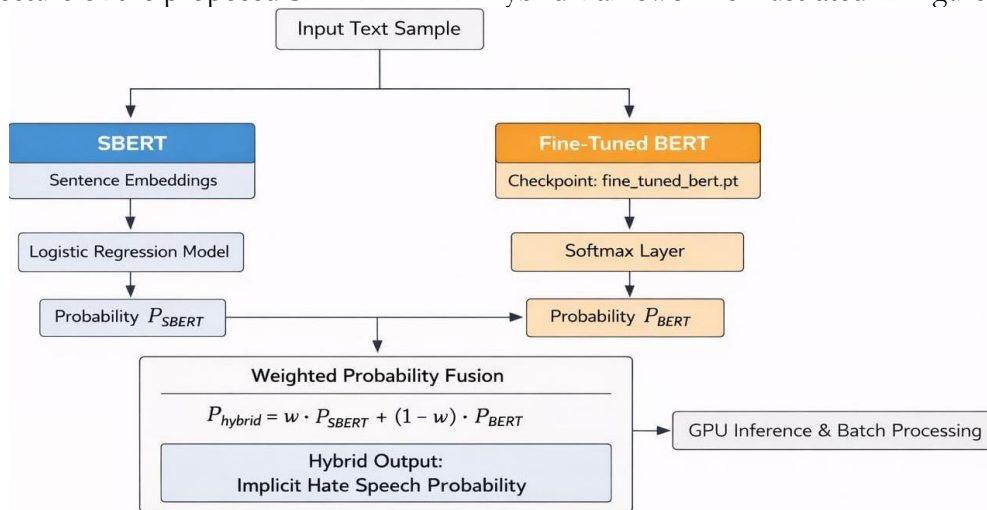 Input Text Sample
SBERT
Sentence Embeddings
Logistic Regression Model
Probability P_SBERT
Fine-Tuned BERT
Checkpoint: fine_tuned_bert.pt
Softmax Layer
Probability P_BERT
Weighted Probability Fusion
P_hybrid = w · P_SBERT + (1 − w) · P_BERT
Hybrid Output:
Implicit Hate Speech Probability
GPU Inference & Batch Processing